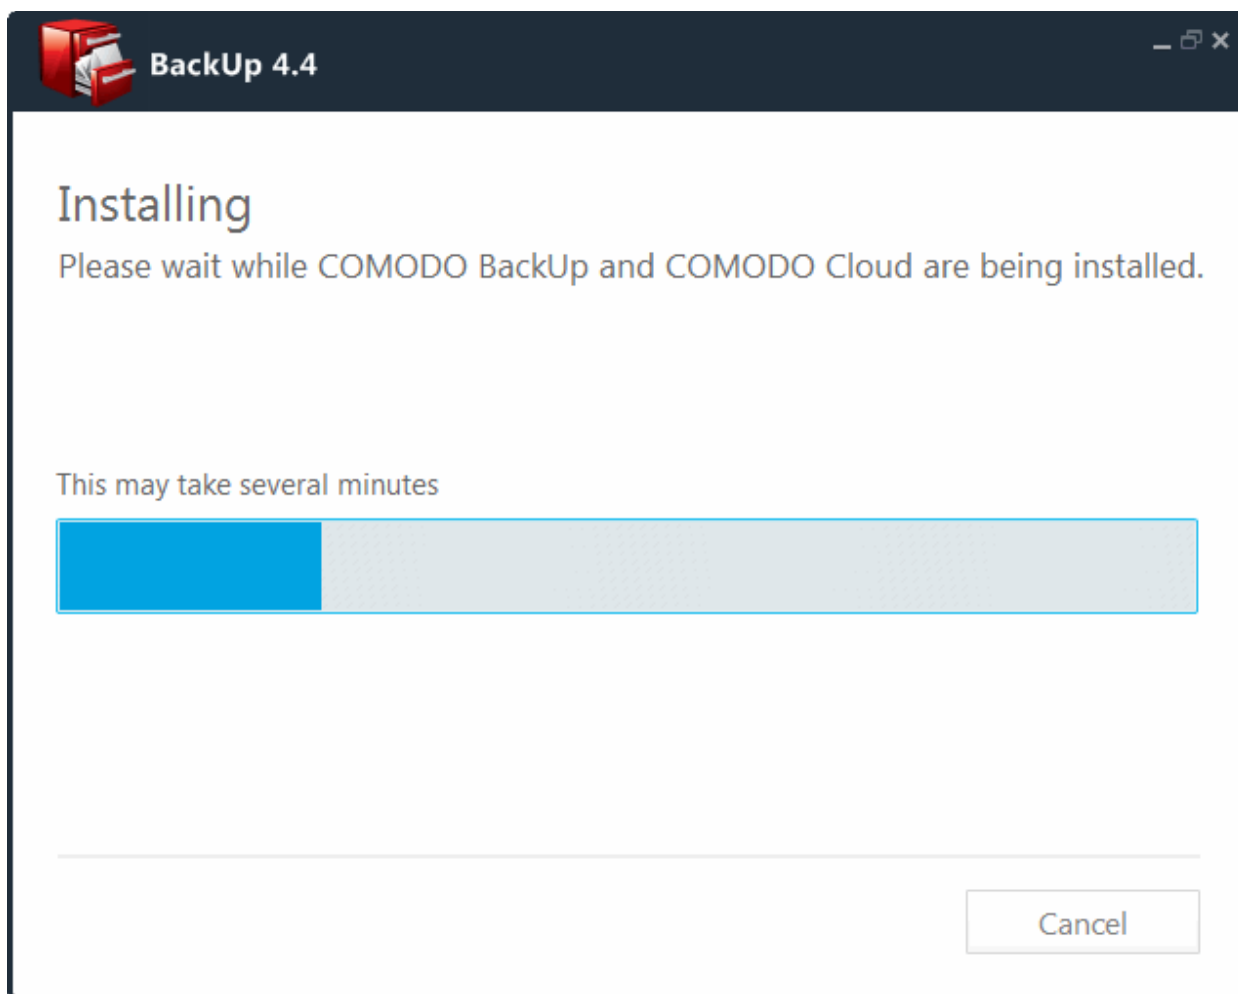 BackUp 4.4
Installing
Please wait while COMODO BackUp and COMODO Cloud are being installed.
This may take several minutes
Cancel